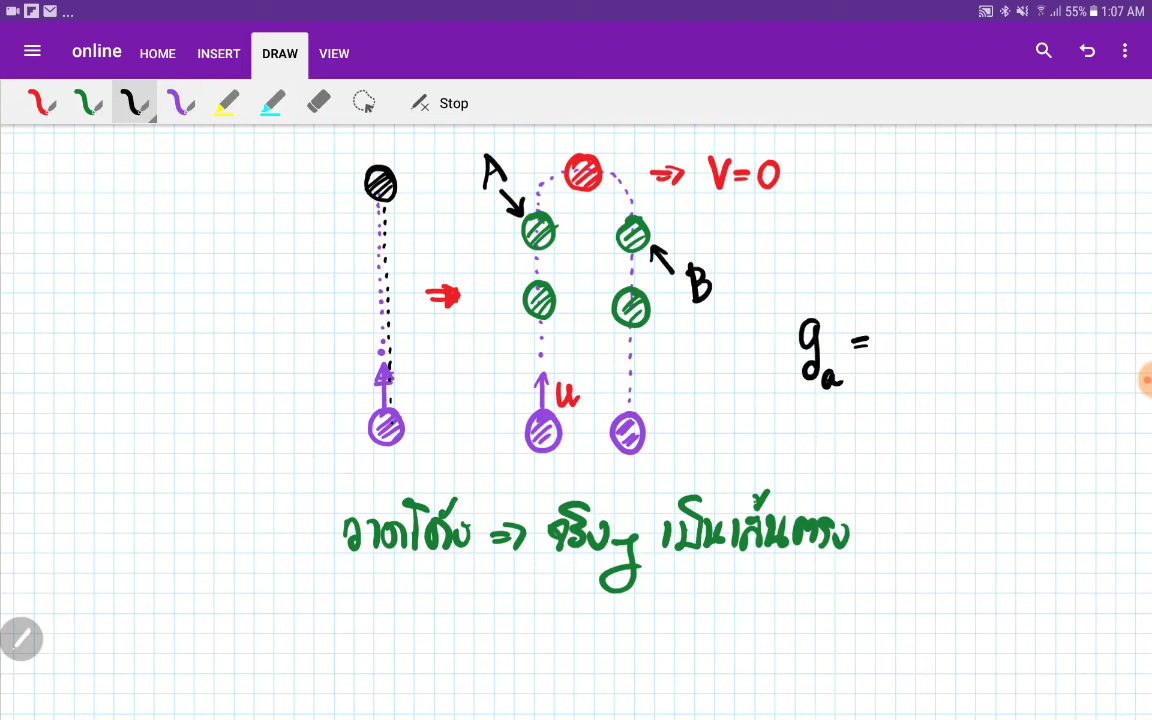 ... 55% 1:07 AM
online HOME INSERT DRAW VIEW
Stop
A
⇒ V=0
B
⇒
g_a =
u
วาดโค้ง ⇒ จริงๆ เป็นเส้นตรง